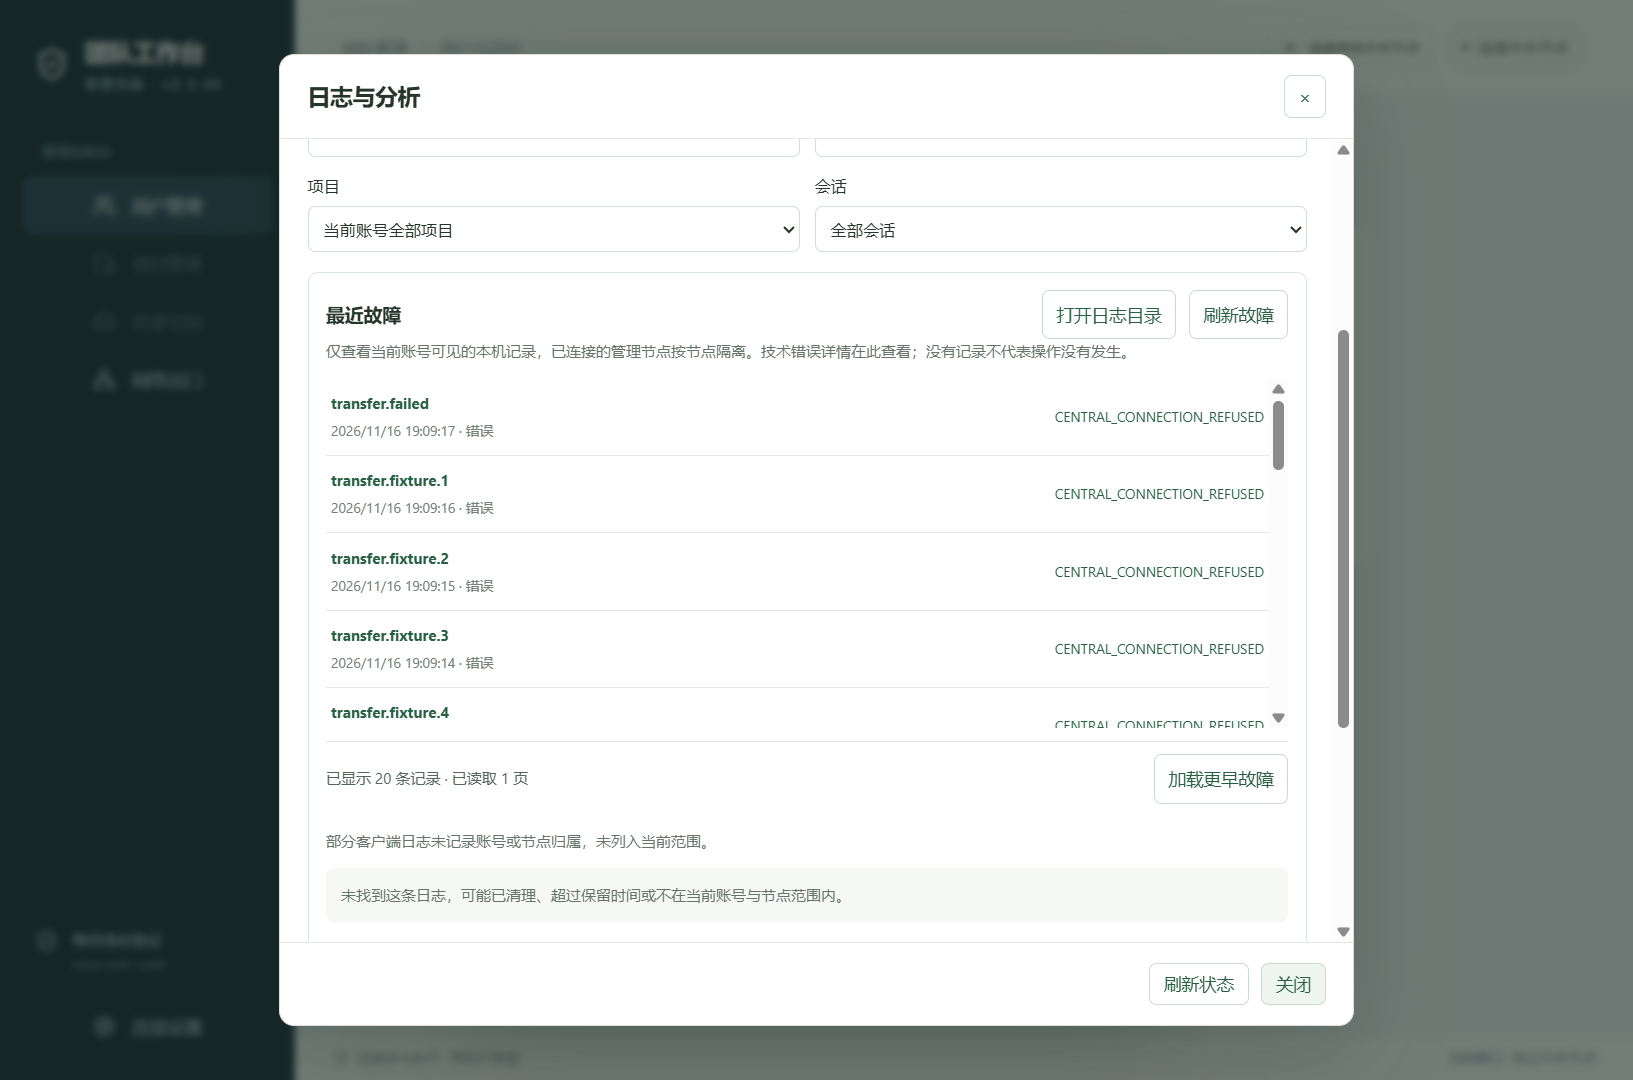 团队工作台
日志与分析
×
项目
会话
当前账号全部项目
全部会话
最近故障
打开日志目录
刷新故障
仅查看当前账号可见的本机记录，已连接的管理节点按节点隔离。技术错误详情在此查看；没有记录不代表操作没有发生。
transfer.failed
2026/11/16 19:09:17 · 错误
CENTRAL_CONNECTION_REFUSED
transfer.fixture.1
2026/11/16 19:09:16 · 错误
CENTRAL_CONNECTION_REFUSED
transfer.fixture.2
2026/11/16 19:09:15 · 错误
CENTRAL_CONNECTION_REFUSED
transfer.fixture.3
2026/11/16 19:09:14 · 错误
CENTRAL_CONNECTION_REFUSED
transfer.fixture.4
CENTRAL_CONNECTION_REFUSED
已显示 20 条记录 · 已读取 1 页
加载更早故障
部分客户端日志未记录账号或节点归属，未列入当前范围。
未找到这条日志，可能已清理、超过保留时间或不在当前账号与节点范围内。
刷新状态
关闭